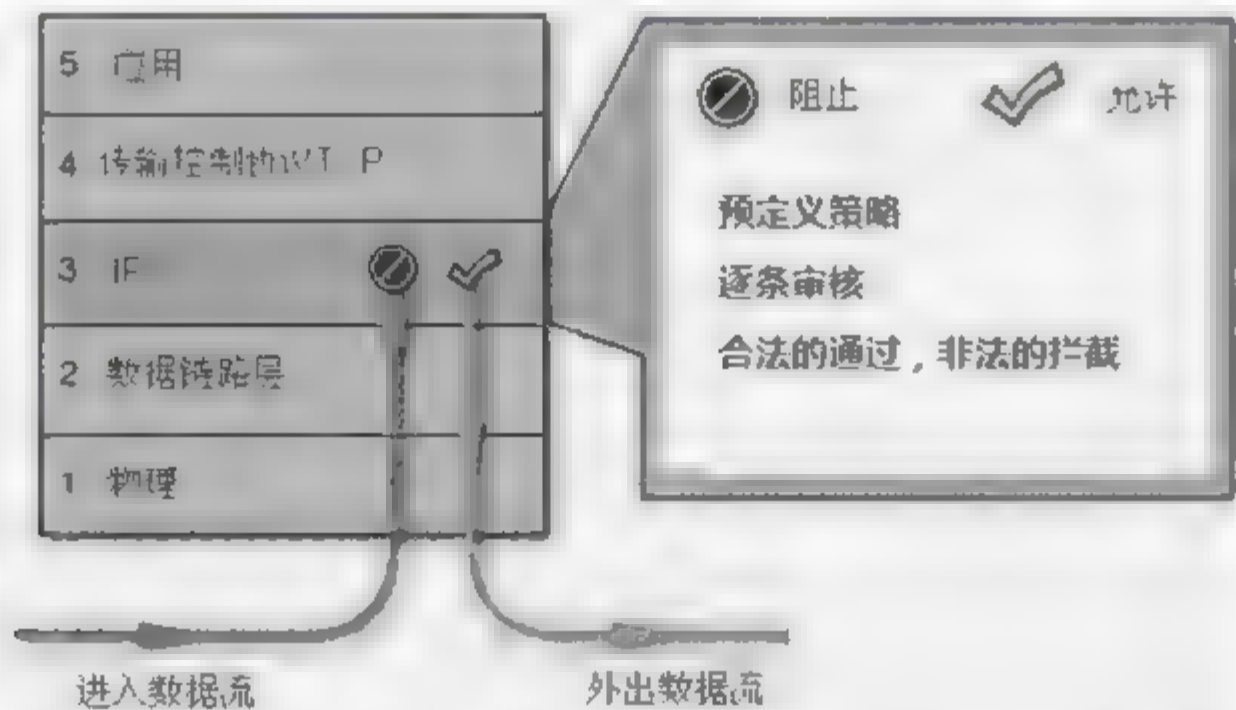 5 应用
4 传输控制协议T P
3 IP
2 数据链路层
1 物理
阻止 允许
预定义策略
逐条审核
合法的通过，非法的拦截
进入数据流 外出数据流